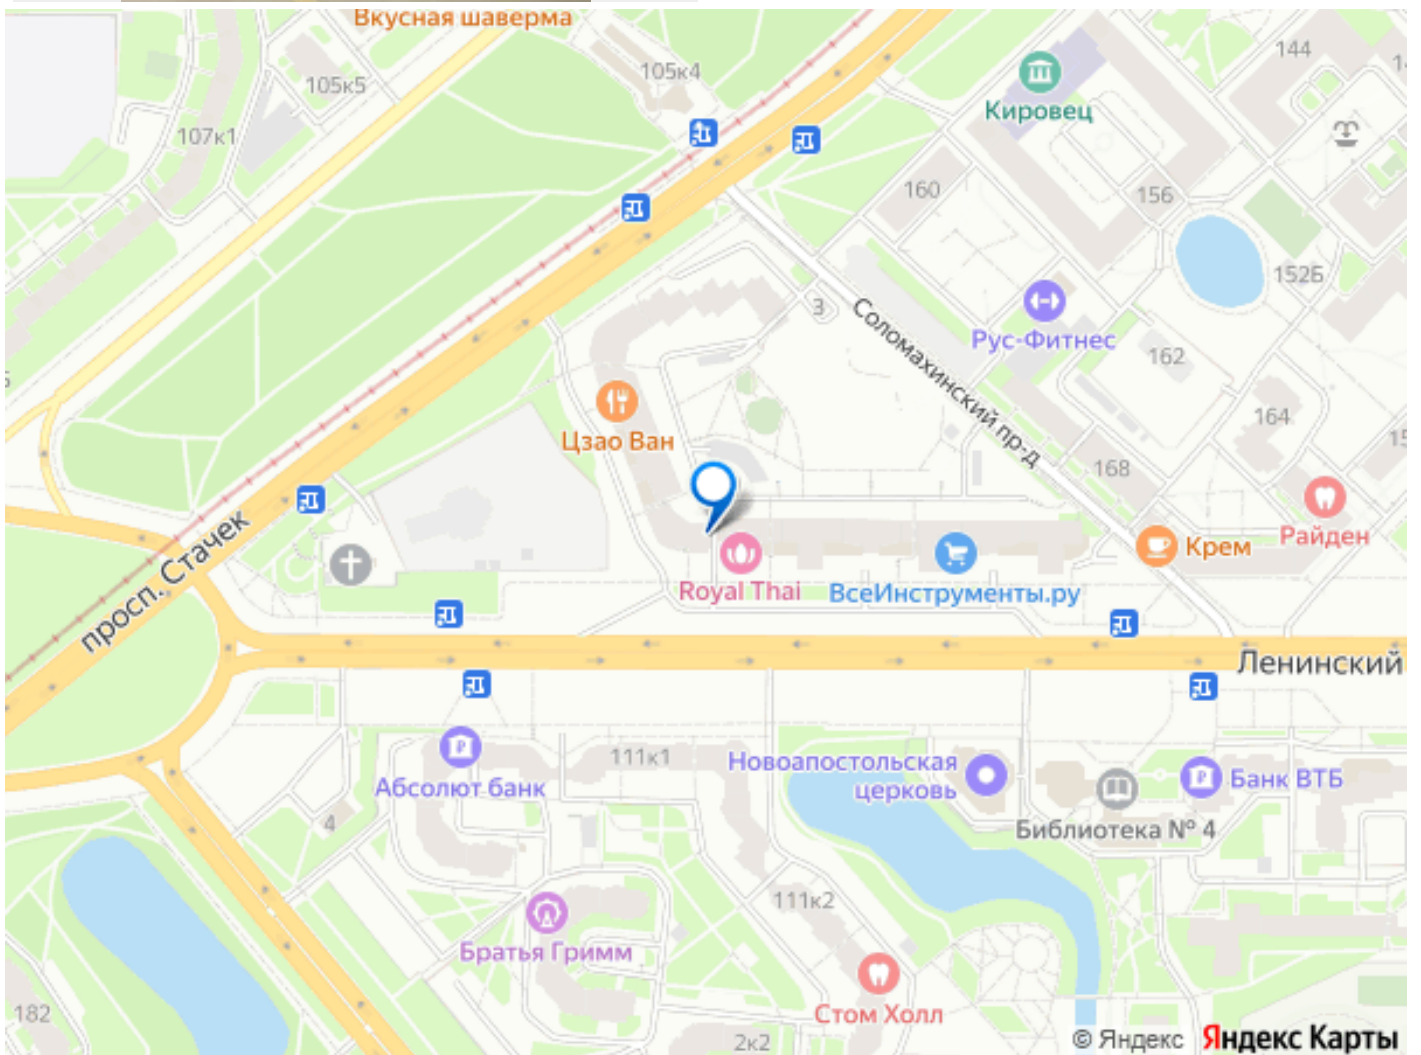 Вкусная шаверма
105к5
105к4
144
107к1
Кировец
160
156
152Б
3
Соломахинский пр-д
Рус-Фитнес
162
Цзао Ван
164
168
Райден
Крем
просп. Стачек
Royal Thai
ВсеИнструменты.ру
Ленинский
111к1
Абсолют банк
Новоапостольская
церковь
Банк ВТБ
4
Библиотека № 4
111к2
Братья Гримм
Стом Холл
182
2к2
© Яндекс Яндекс Карты